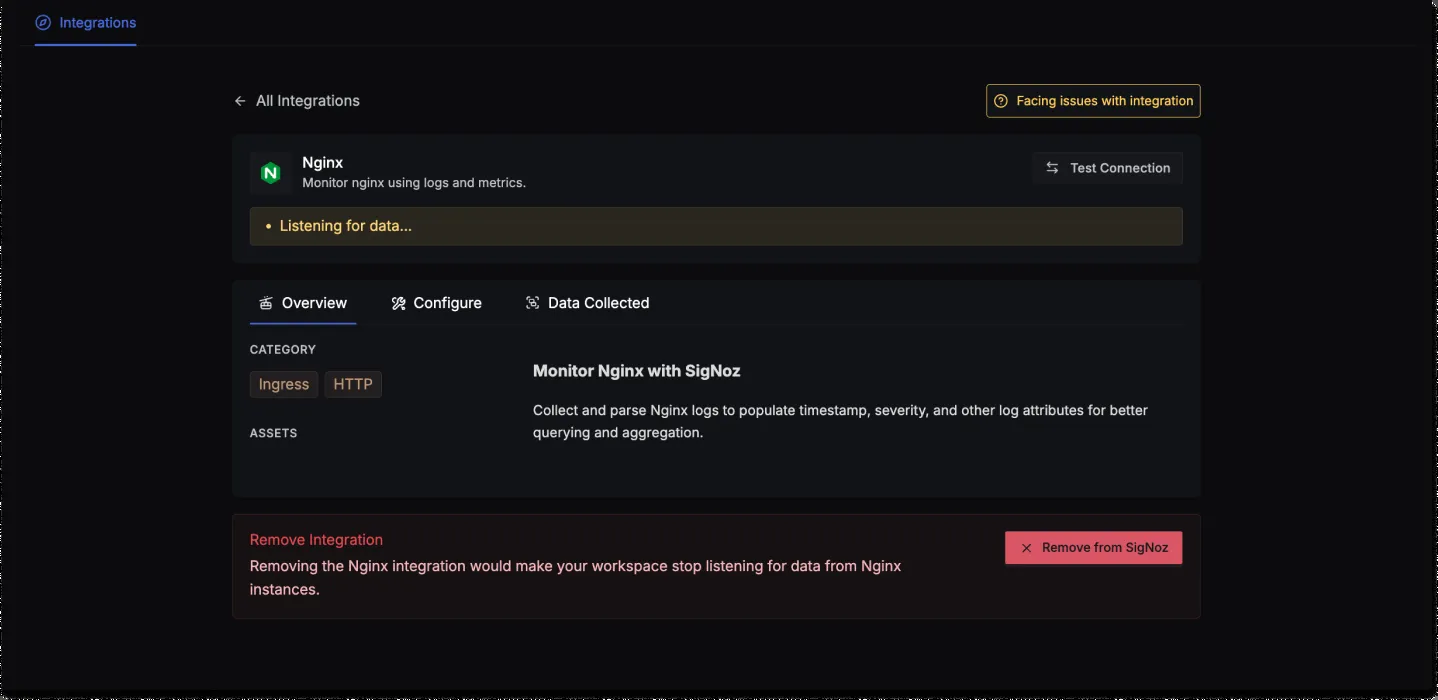 Integrations
All Integrations
Facing issues with integration
N
Nginx
Monitor nginx using logs and metrics.
Test Connection
• Listening for data...
Overview
Configure
Data Collected
CATEGORY
Ingress
HTTP
ASSETS
Monitor Nginx with SigNoz
Collect and parse Nginx logs to populate timestamp, severity, and other log attributes for better
querying and aggregation.
Remove Integration
Removing the Nginx integration would make your workspace stop listening for data from Nginx
instances.
Remove from SigNoz